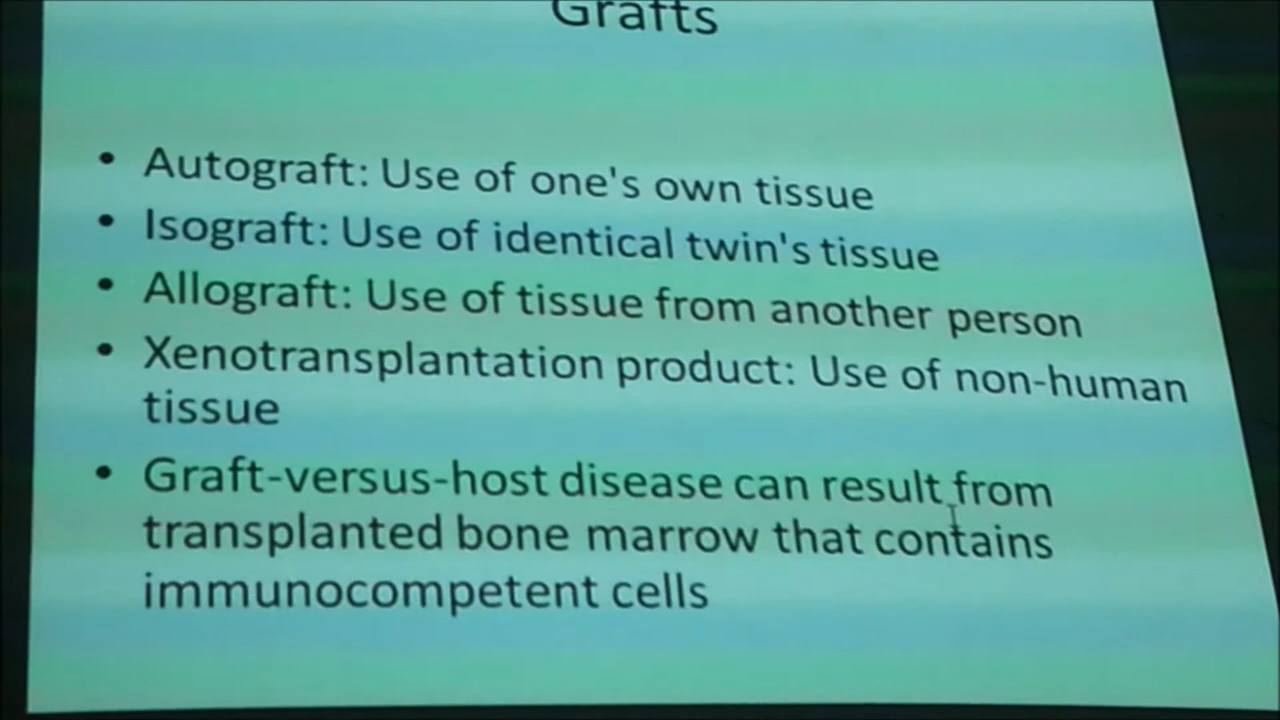 Grafts
• Autograft: Use of one's own tissue
• Isograft: Use of identical twin's tissue
• Allograft: Use of tissue from another person
• Xenotransplantation product: Use of non-human
tissue
• Graft-versus-host disease can result from
transplanted bone marrow that contains
immunocompetent cells